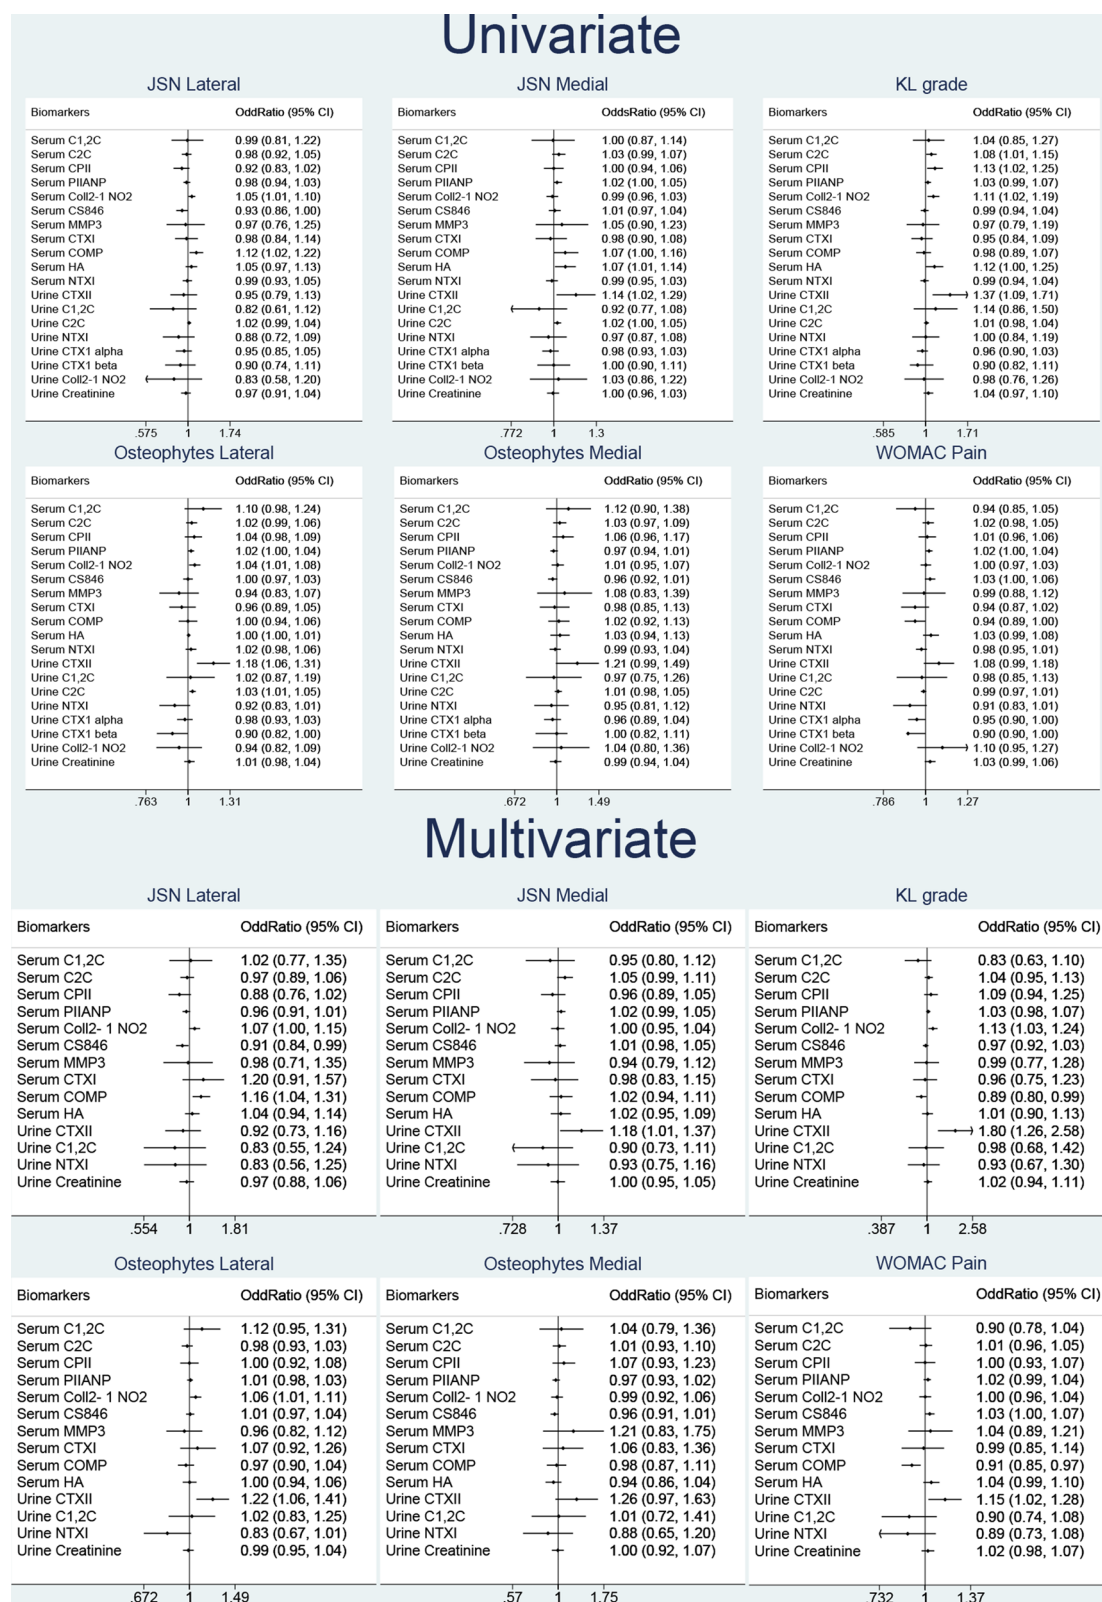 Univariate
JSN Lateral
Biomarkers OddRatio (95% CI)
Serum C1,2C 0.99 (0.81, 1.22)
Serum C2C 0.98 (0.92, 1.05)
Serum CPII 0.92 (0.83, 1.02)
Serum PIIANP 0.98 (0.94, 1.03)
Serum Coll2-1 NO2 1.05 (1.01, 1.10)
Serum CS846 0.93 (0.86, 1.00)
Serum MMP3 0.97 (0.76, 1.25)
Serum CTXI 0.98 (0.84, 1.14)
Serum COMP 1.12 (1.02, 1.22)
Serum HA 1.05 (0.97, 1.13)
Serum NTXI 0.99 (0.93, 1.05)
Urine CTXII 0.95 (0.79, 1.13)
Urine C1,2C 0.82 (0.61, 1.12)
Urine C2C 1.02 (0.99, 1.04)
Urine NTXI 0.88 (0.72, 1.09)
Urine CTX1 alpha 0.95 (0.85, 1.05)
Urine CTX1 beta 0.90 (0.74, 1.11)
Urine Coll2-1 NO2 0.83 (0.58, 1.20)
Urine Creatinine 0.97 (0.91, 1.04)
.575 1 1.74
JSN Medial
Biomarkers OddsRatio (95% CI)
Serum C1,2C 1.00 (0.87, 1.14)
Serum C2C 1.03 (0.99, 1.07)
Serum CPII 1.00 (0.94, 1.06)
Serum PIIANP 1.02 (1.00, 1.05)
Serum Coll2-1 NO2 0.99 (0.96, 1.03)
Serum CS846 1.01 (0.97, 1.04)
Serum MMP3 1.05 (0.90, 1.23)
Serum CTXI 0.98 (0.90, 1.08)
Serum COMP 1.07 (1.00, 1.16)
Serum HA 1.07 (1.01, 1.14)
Serum NTXI 0.99 (0.95, 1.03)
Urine CTXII 1.14 (1.02, 1.29)
Urine C1,2C 0.92 (0.77, 1.08)
Urine C2C 1.02 (1.00, 1.05)
Urine NTXI 0.97 (0.87, 1.08)
Urine CTX1 alpha 0.98 (0.93, 1.03)
Urine CTX1 beta 1.00 (0.90, 1.11)
Urine Coll2-1 NO2 1.03 (0.86, 1.22)
Urine Creatinine 1.00 (0.96, 1.03)
.772 1 1.3
KL grade
Biomarkers OddRatio (95% CI)
Serum C1,2C 1.04 (0.85, 1.27)
Serum C2C 1.08 (1.01, 1.15)
Serum CPII 1.13 (1.02, 1.25)
Serum PIIANP 1.03 (0.99, 1.07)
Serum Coll2-1 NO2 1.11 (1.02, 1.19)
Serum CS846 0.99 (0.94, 1.04)
Serum MMP3 0.97 (0.79, 1.19)
Serum CTXI 0.95 (0.84, 1.09)
Serum COMP 0.98 (0.89, 1.07)
Serum HA 1.12 (1.00, 1.25)
Serum NTXI 0.99 (0.94, 1.04)
Urine CTXII 1.37 (1.09, 1.71)
Urine C1,2C 1.14 (0.86, 1.50)
Urine C2C 1.01 (0.98, 1.04)
Urine NTXI 1.00 (0.84, 1.19)
Urine CTX1 alpha 0.96 (0.90, 1.03)
Urine CTX1 beta 0.90 (0.82, 1.11)
Urine Coll2-1 NO2 0.98 (0.76, 1.26)
Urine Creatinine 1.04 (0.97, 1.10)
.585 1 1.71
Osteophytes Lateral
Biomarkers OddRatio (95% CI)
Serum C1,2C 1.10 (0.98, 1.24)
Serum C2C 1.02 (0.99, 1.06)
Serum CPII 1.04 (0.98, 1.09)
Serum PIIANP 1.02 (1.00, 1.04)
Serum Coll2-1 NO2 1.04 (1.01, 1.08)
Serum CS846 1.00 (0.97, 1.03)
Serum MMP3 0.94 (0.83, 1.07)
Serum CTXI 0.96 (0.89, 1.05)
Serum COMP 1.00 (0.94, 1.06)
Serum HA 1.00 (1.00, 1.01)
Serum NTXI 1.02 (0.98, 1.06)
Urine CTXII 1.18 (1.06, 1.31)
Urine C1,2C 1.02 (0.87, 1.19)
Urine C2C 1.03 (1.01, 1.05)
Urine NTXI 0.92 (0.83, 1.01)
Urine CTX1 alpha 0.98 (0.93, 1.03)
Urine CTX1 beta 0.90 (0.82, 1.00)
Urine Coll2-1 NO2 0.94 (0.82, 1.09)
Urine Creatinine 1.01 (0.98, 1.04)
.763 1 1.31
Osteophytes Medial
Biomarkers OddRatio (95% CI)
Serum C1,2C 1.12 (0.90, 1.38)
Serum C2C 1.03 (0.97, 1.09)
Serum CPII 1.06 (0.96, 1.17)
Serum PIIANP 0.97 (0.94, 1.01)
Serum Coll2-1 NO2 1.01 (0.95, 1.07)
Serum CS846 0.96 (0.92, 1.01)
Serum MMP3 1.08 (0.83, 1.39)
Serum CTXI 0.98 (0.85, 1.13)
Serum COMP 1.02 (0.92, 1.13)
Serum HA 1.03 (0.94, 1.13)
Serum NTXI 0.99 (0.93, 1.04)
Urine CTXII 1.21 (0.99, 1.49)
Urine C1,2C 0.97 (0.75, 1.26)
Urine C2C 1.01 (0.98, 1.05)
Urine NTXI 0.95 (0.81, 1.12)
Urine CTX1 alpha 0.96 (0.89, 1.04)
Urine CTX1 beta 1.00 (0.82, 1.11)
Urine Coll2-1 NO2 1.04 (0.80, 1.36)
Urine Creatinine 0.99 (0.94, 1.04)
.672 1 1.49
WOMAC Pain
Biomarkers OddRatio (95% CI)
Serum C1,2C 0.94 (0.85, 1.05)
Serum C2C 1.02 (0.98, 1.05)
Serum CPII 1.01 (0.96, 1.06)
Serum PIIANP 1.02 (1.00, 1.04)
Serum Coll2-1 NO2 1.00 (0.97, 1.03)
Serum CS846 1.03 (1.00, 1.06)
Serum MMP3 0.99 (0.88, 1.12)
Serum CTXI 0.94 (0.87, 1.02)
Serum COMP 0.94 (0.89, 1.00)
Serum HA 1.03 (0.99, 1.08)
Serum NTXI 0.98 (0.95, 1.01)
Urine CTXII 1.08 (0.99, 1.18)
Urine C1,2C 0.98 (0.85, 1.13)
Urine C2C 0.99 (0.97, 1.01)
Urine NTXI 0.91 (0.83, 1.01)
Urine CTX1 alpha 0.95 (0.90, 1.00)
Urine CTX1 beta 0.90 (0.90, 1.00)
Urine Coll2-1 NO2 1.10 (0.95, 1.27)
Urine Creatinine 1.03 (0.99, 1.06)
.786 1 1.27
Multivariate
JSN Lateral
Biomarkers OddRatio (95% CI)
Serum C1,2C 1.02 (0.77, 1.35)
Serum C2C 0.97 (0.89, 1.06)
Serum CPII 0.88 (0.76, 1.02)
Serum PIIANP 0.96 (0.91, 1.01)
Serum Coll2- 1 NO2 1.07 (1.00, 1.15)
Serum CS846 0.91 (0.84, 0.99)
Serum MMP3 0.98 (0.71, 1.35)
Serum CTXI 1.20 (0.91, 1.57)
Serum COMP 1.16 (1.04, 1.31)
Serum HA 1.04 (0.94, 1.14)
Urine CTXII 0.92 (0.73, 1.16)
Urine C1,2C 0.83 (0.55, 1.24)
Urine NTXI 0.83 (0.56, 1.25)
Urine Creatinine 0.97 (0.88, 1.06)
.554 1 1.81
JSN Medial
Biomarkers OddRatio (95% CI)
Serum C1,2C 0.95 (0.80, 1.12)
Serum C2C 1.05 (0.99, 1.11)
Serum CPII 0.96 (0.89, 1.05)
Serum PIIANP 1.02 (0.99, 1.05)
Serum Coll2- 1 NO2 1.00 (0.95, 1.04)
Serum CS846 1.01 (0.98, 1.05)
Serum MMP3 0.94 (0.79, 1.12)
Serum CTXI 0.98 (0.83, 1.15)
Serum COMP 1.02 (0.94, 1.11)
Serum HA 1.02 (0.95, 1.09)
Urine CTXII 1.18 (1.01, 1.37)
Urine C1,2C 0.90 (0.73, 1.11)
Urine NTXI 0.93 (0.75, 1.16)
Urine Creatinine 1.00 (0.95, 1.05)
.728 1 1.37
KL grade
Biomarkers OddRatio (95% CI)
Serum C1,2C 0.83 (0.63, 1.10)
Serum C2C 1.04 (0.95, 1.13)
Serum CPII 1.09 (0.94, 1.25)
Serum PIIANP 1.03 (0.98, 1.07)
Serum Coll2- 1 NO2 1.13 (1.03, 1.24)
Serum CS846 0.97 (0.92, 1.03)
Serum MMP3 0.99 (0.77, 1.28)
Serum CTXI 0.96 (0.75, 1.23)
Serum COMP 0.89 (0.80, 0.99)
Serum HA 1.01 (0.90, 1.13)
Urine CTXII 1.80 (1.26, 2.58)
Urine C1,2C 0.98 (0.68, 1.42)
Urine NTXI 0.93 (0.67, 1.30)
Urine Creatinine 1.02 (0.94, 1.11)
.387 1 2.58
Osteophytes Lateral
Biomarkers OddRatio (95% CI)
Serum C1,2C 1.12 (0.95, 1.31)
Serum C2C 0.98 (0.93, 1.03)
Serum CPII 1.00 (0.92, 1.08)
Serum PIIANP 1.01 (0.98, 1.03)
Serum Coll2- 1 NO2 1.06 (1.01, 1.11)
Serum CS846 1.01 (0.97, 1.04)
Serum MMP3 0.96 (0.82, 1.12)
Serum CTXI 1.07 (0.92, 1.26)
Serum COMP 0.97 (0.90, 1.04)
Serum HA 1.00 (0.94, 1.06)
Urine CTXII 1.22 (1.06, 1.41)
Urine C1,2C 1.02 (0.83, 1.25)
Urine NTXI 0.83 (0.67, 1.01)
Urine Creatinine 0.99 (0.95, 1.04)
.672 1 1.49
Osteophytes Medial
Biomarkers OddRatio (95% CI)
Serum C1,2C 1.04 (0.79, 1.36)
Serum C2C 1.01 (0.93, 1.10)
Serum CPII 1.07 (0.93, 1.23)
Serum PIIANP 0.97 (0.93, 1.02)
Serum Coll2- 1 NO2 0.99 (0.92, 1.06)
Serum CS846 0.96 (0.91, 1.01)
Serum MMP3 1.21 (0.83, 1.75)
Serum CTXI 1.06 (0.83, 1.36)
Serum COMP 0.98 (0.87, 1.11)
Serum HA 0.94 (0.86, 1.04)
Urine CTXII 1.26 (0.97, 1.63)
Urine C1,2C 1.01 (0.72, 1.41)
Urine NTXI 0.88 (0.65, 1.20)
Urine Creatinine 1.00 (0.92, 1.07)
.57 1 1.75
WOMAC Pain
Biomarkers OddRatio (95% CI)
Serum C1,2C 0.90 (0.78, 1.04)
Serum C2C 1.01 (0.96, 1.05)
Serum CPII 1.00 (0.93, 1.07)
Serum PIIANP 1.02 (0.99, 1.04)
Serum Coll2-1 NO2 1.00 (0.96, 1.04)
Serum CS846 1.03 (1.00, 1.07)
Serum MMP3 1.04 (0.89, 1.21)
Serum CTXI 0.99 (0.85, 1.14)
Serum COMP 0.91 (0.85, 0.97)
Serum HA 1.04 (0.99, 1.10)
Urine CTXII 1.15 (1.02, 1.28)
Urine C1,2C 0.90 (0.74, 1.08)
Urine NTXI 0.89 (0.73, 1.08)
Urine Creatinine 1.02 (0.98, 1.07)
.732 1 1.37